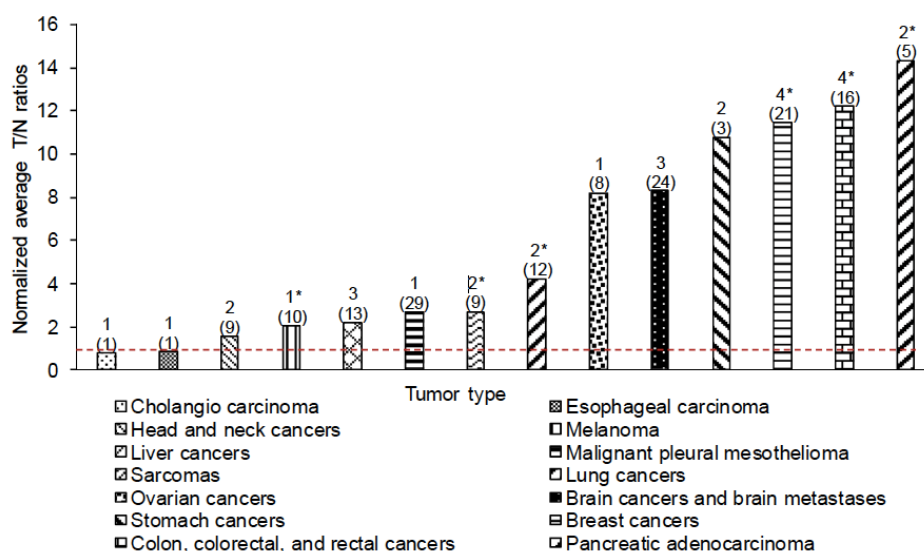 Normalized average T/N ratios
16
14
12
10
8
6
4
2
0
1
(1)
1
(1)
2
(9)
1*
(10)
3
(13)
1
(29)
2*
(9)
2*
(12)
1
(8)
3
(24)
2
(3)
4*
(21)
4*
(16)
2*
(5)
Tumor type
Cholangio carcinoma
Esophageal carcinoma
Head and neck cancers
Melanoma
Liver cancers
Malignant pleural mesothelioma
Sarcomas
Lung cancers
Ovarian cancers
Brain cancers and brain metastases
Stomach cancers
Breast cancers
Colon, colorectal, and rectal cancers
Pancreatic adenocarcinoma